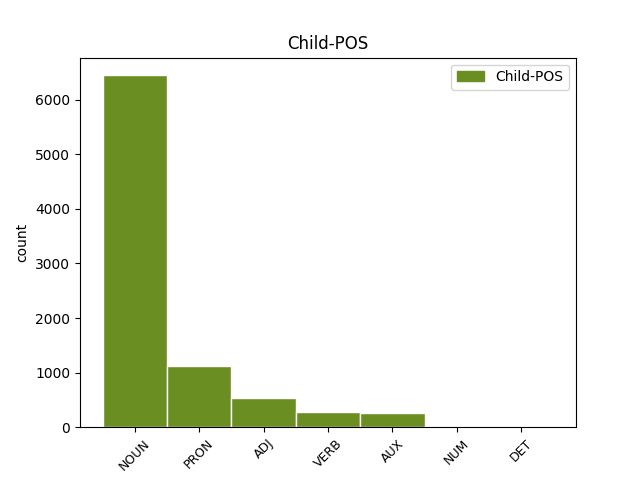 Child-POS
Child-POS
6000
5000
4000
3000
2000
1000
0
count
NOUN
PRON
ADJ
VERB
AUX
NUM
DET